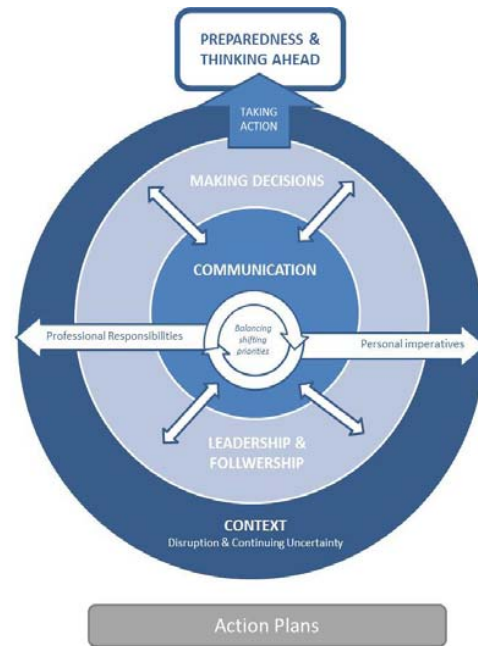 PREPAREDNESS &
THINKING AHEAD
TAKING
ACTION
MAKING DECISIONS
COMMUNICATION
Professional Responsibilities
Balancing
shifting
priorities
Personal imperatives
LEADERSHIP &
FOLLWERSHIP
CONTEXT
Disruption & Continuing Uncertainty
Action Plans